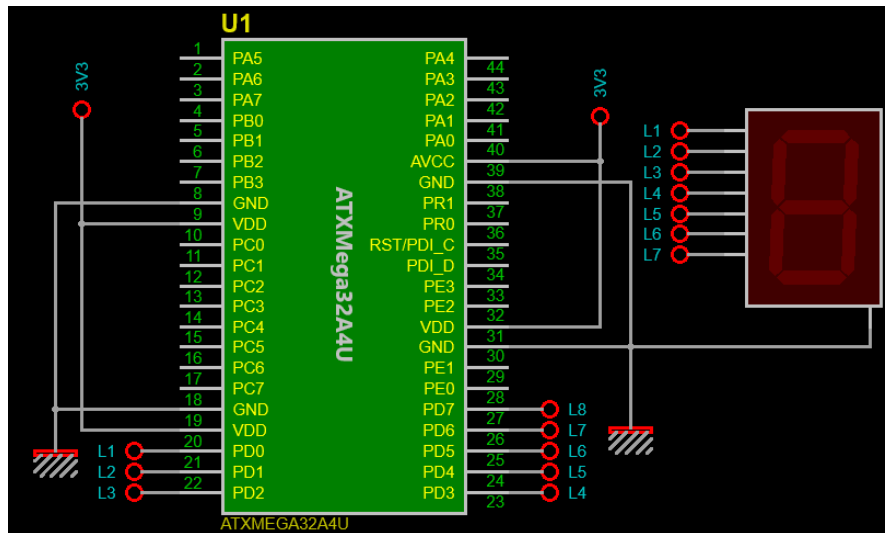 U1
3V3
3V3
1 PA5
2 PA6
3 PA7
4 PB0
5 PB1
6 PB2
7 PB3
8 GND
9 VDD
10 PC0
11 PC1
12 PC2
13 PC3
14 PC4
15 PC5
16 PC6
17 PC7
18 GND
19 VDD
L1 20 PD0
L2 21 PD1
L3 22 PD2
ATXMega32A4U
PA4 44
PA3 43
PA2 42
PA1 41
PA0 40
AVCC 39
GND 38
PR1 37
PR0 36
RST/PDI_C 35
PDI_D 34
PE3 33
PE2 32
VDD 31
GND 30
PE1 29
PE0 28
PD7 27 L8
PD6 26 L7
PD5 25 L6
PD4 24 L5
PD3 23 L4
ATXMEGA32A4U
L1
L2
L3
L4
L5
L6
L7